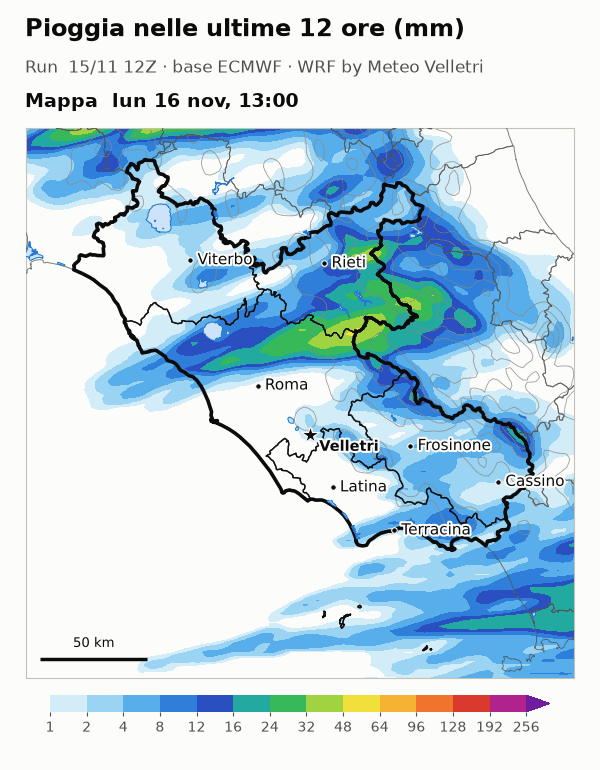 Pioggia nelle ultime 12 ore (mm)
Run  15/11 12Z · base ECMWF · WRF by Meteo Velletri
Mappa  lun 16 nov, 13:00
Viterbo
Rieti
Roma
Velletri
Frosinone
Cassino
Latina
Terracina
50 km
1 2 4 8 12 16 24 32 48 64 96 128 192 256